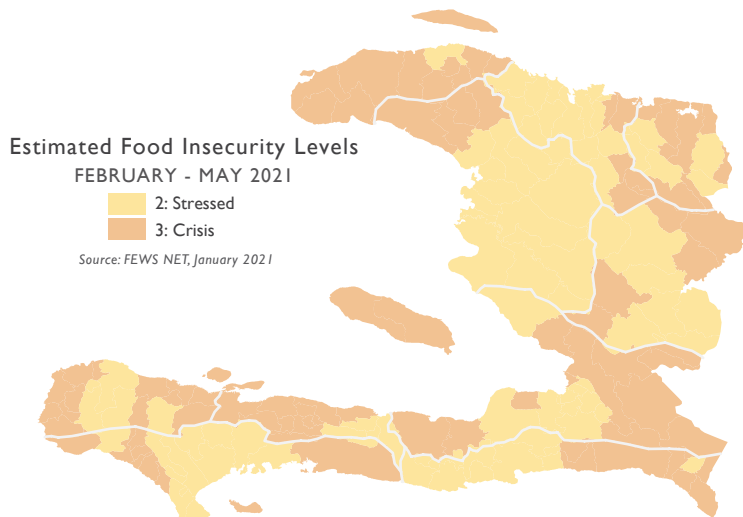 Estimated Food Insecurity Levels
FEBRUARY - MAY 2021
2: Stressed
3: Crisis
Source: FEWS NET, January 2021